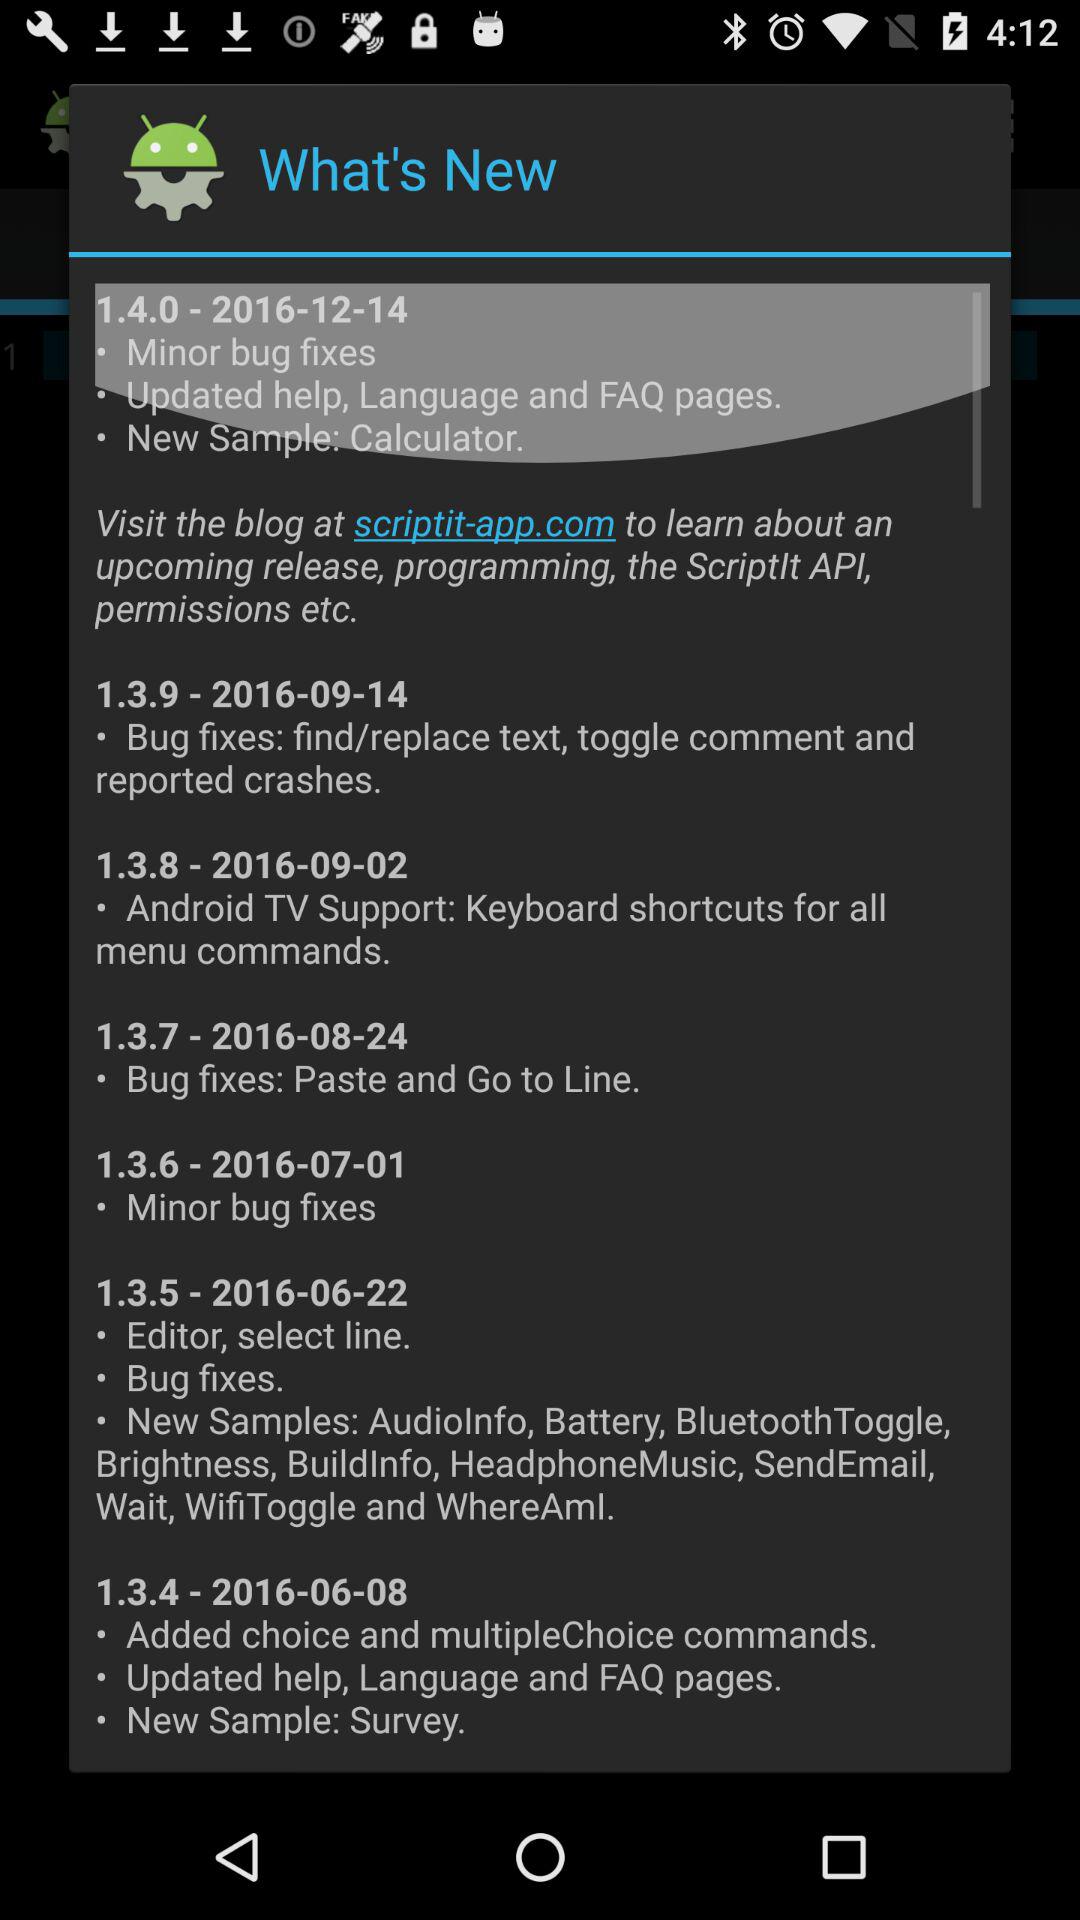 FAKE
4:12
What's New
1
1.4.0 - 2016-12-14
• Minor bug fixes
• Updated help, Language and FAQ pages.
• New Sample: Calculator.
Visit the blog at scriptit-app.com to learn about an
upcoming release, programming, the ScriptIt API,
permissions etc.
1.3.9 - 2016-09-14
• Bug fixes: find/replace text, toggle comment and
reported crashes.
1.3.8 - 2016-09-02
• Android TV Support: Keyboard shortcuts for all
menu commands.
1.3.7 - 2016-08-24
• Bug fixes: Paste and Go to Line.
1.3.6 - 2016-07-01
• Minor bug fixes
1.3.5 - 2016-06-22
• Editor, select line.
• Bug fixes.
• New Samples: AudioInfo, Battery, BluetoothToggle,
Brightness, BuildInfo, HeadphoneMusic, SendEmail,
Wait, WifiToggle and WhereAmI.
1.3.4 - 2016-06-08
• Added choice and multipleChoice commands.
• Updated help, Language and FAQ pages.
• New Sample: Survey.